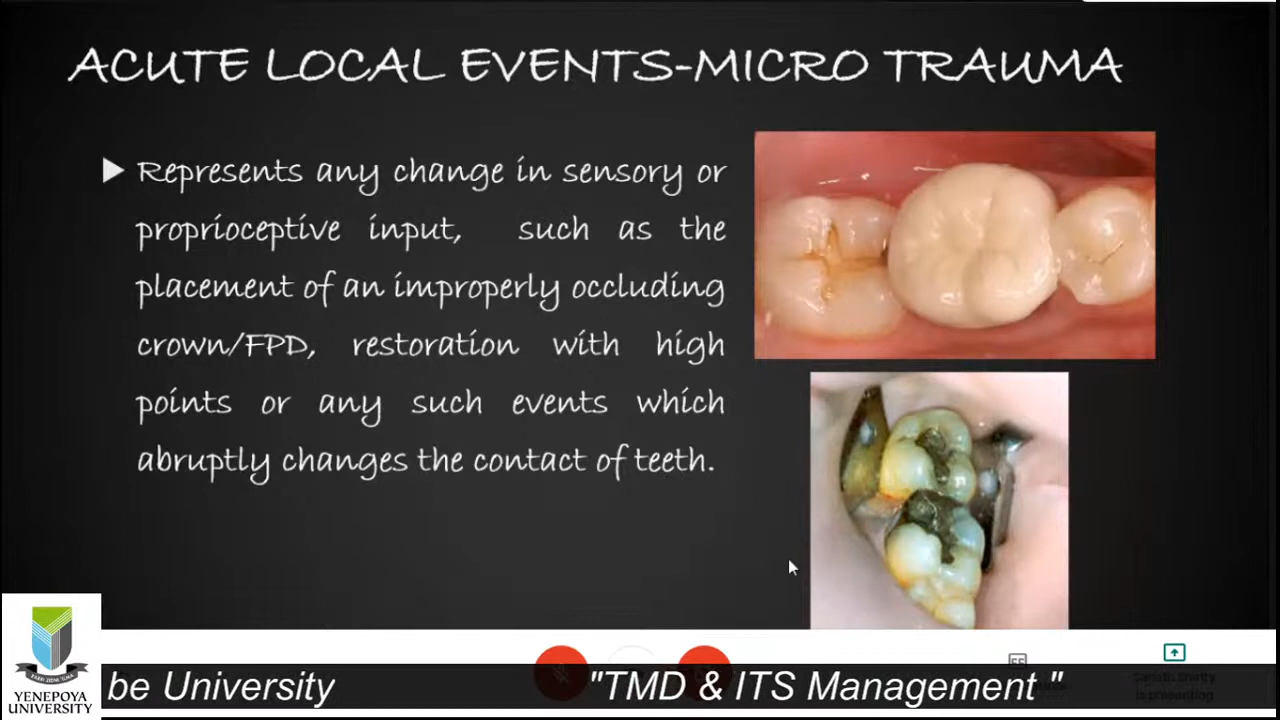 ACUTE LOCAL EVENTS-MICRO TRAUMA
Represents any change in sensory or
proprioceptive input, such as the
placement of an improperly occluding
crown/FPD, restoration with high
points or any such events which
abruptly changes the contact of teeth.
YENEPOYA
UNIVERSITY
be University
"TMD & ITS Management "
is presenting